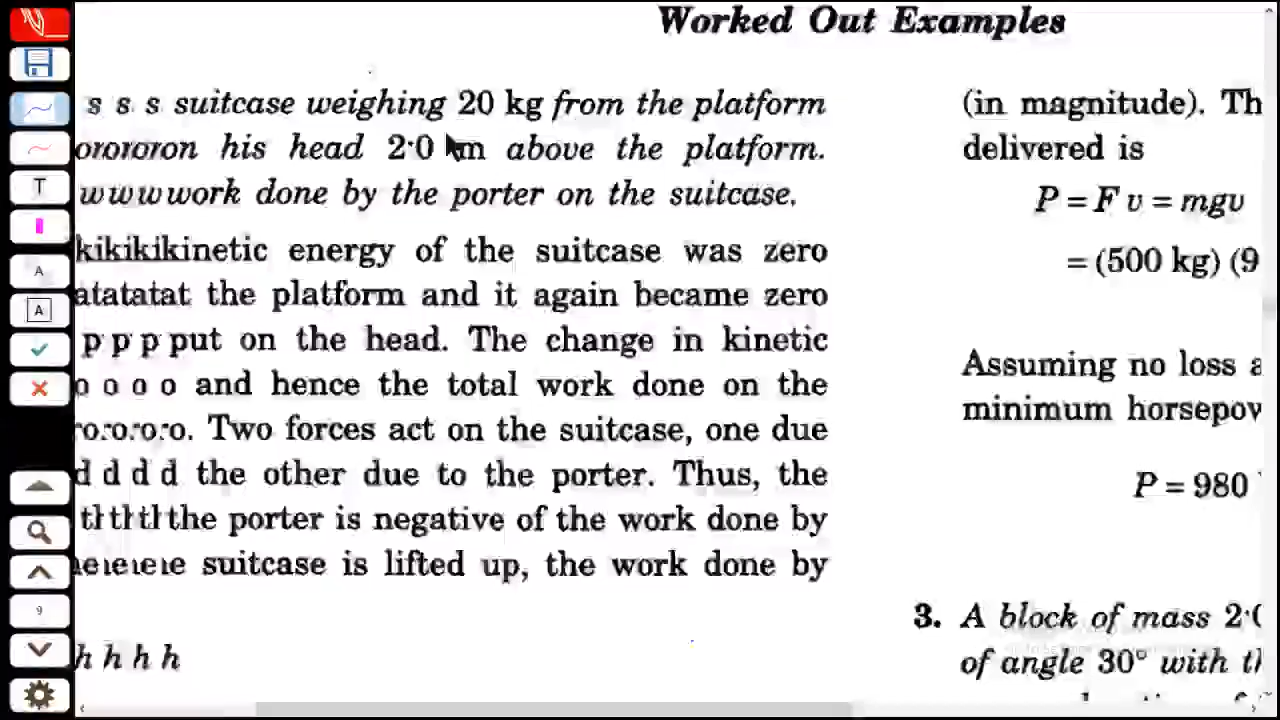 Worked Out Examples
s s s suitcase weighing 20 kg from the platform
orororon his head 2·0 m above the platform.
wwwwork done by the porter on the suitcase.
kikikikinetic energy of the suitcase was zero
atatatat the platform and it again became zero
p p p put on the head. The change in kinetic
o o o o and hence the total work done on the
ro.ro.ro.ro. Two forces act on the suitcase, one due
d d d d the other due to the porter. Thus, the
the porter is negative of the work done by
suitcase is lifted up, the work done by
h h h h
(in magnitude). Th
delivered is
P = F v = mgv
= (500 kg) (9
Assuming no loss a
minimum horsepow
P = 980
3. A block of mass 2·0
of angle 30° with th
T
A
A
9